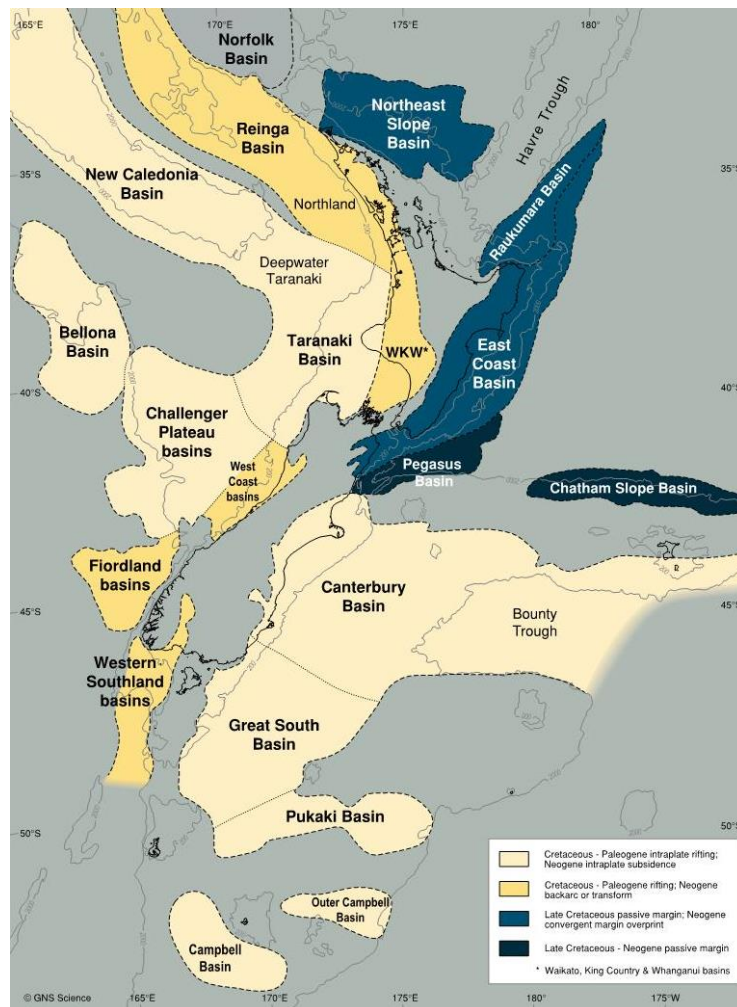 165°E
170°E
175°E
180°
Norfolk
Basin
Northeast
Slope
Basin
Havre Trough
Reinga
Basin
35°S
35°S
New Caledonia
Basin
Northland
Raukumara Basin
Deepwater
Taranaki
Bellona
Basin
Taranaki
Basin
WKW*
East
Coast
Basin
40°S
40°S
Challenger
Plateau
basins
West
Coast
basins
Pegasus
Basin
Chatham Slope Basin
Fiordland
basins
Canterbury
Basin
45°S
45°S
Bounty
Trough
Western
Southland
basins
Great South
Basin
Pukaki Basin
50°S
50°S
Outer Campbell
Basin
Campbell
Basin
Cretaceous - Paleogene intraplate rifting;
Neogene intraplate subsidence
Cretaceous - Paleogene rifting; Neogene
backarc or transform
Late Cretaceous passive margin; Neogene
convergent margin overprint
Late Cretaceous - Neogene passive margin
* Waikato, King Country & Whanganui basins
© GNS Science
165°E
170°E
175°E
180°
175°W